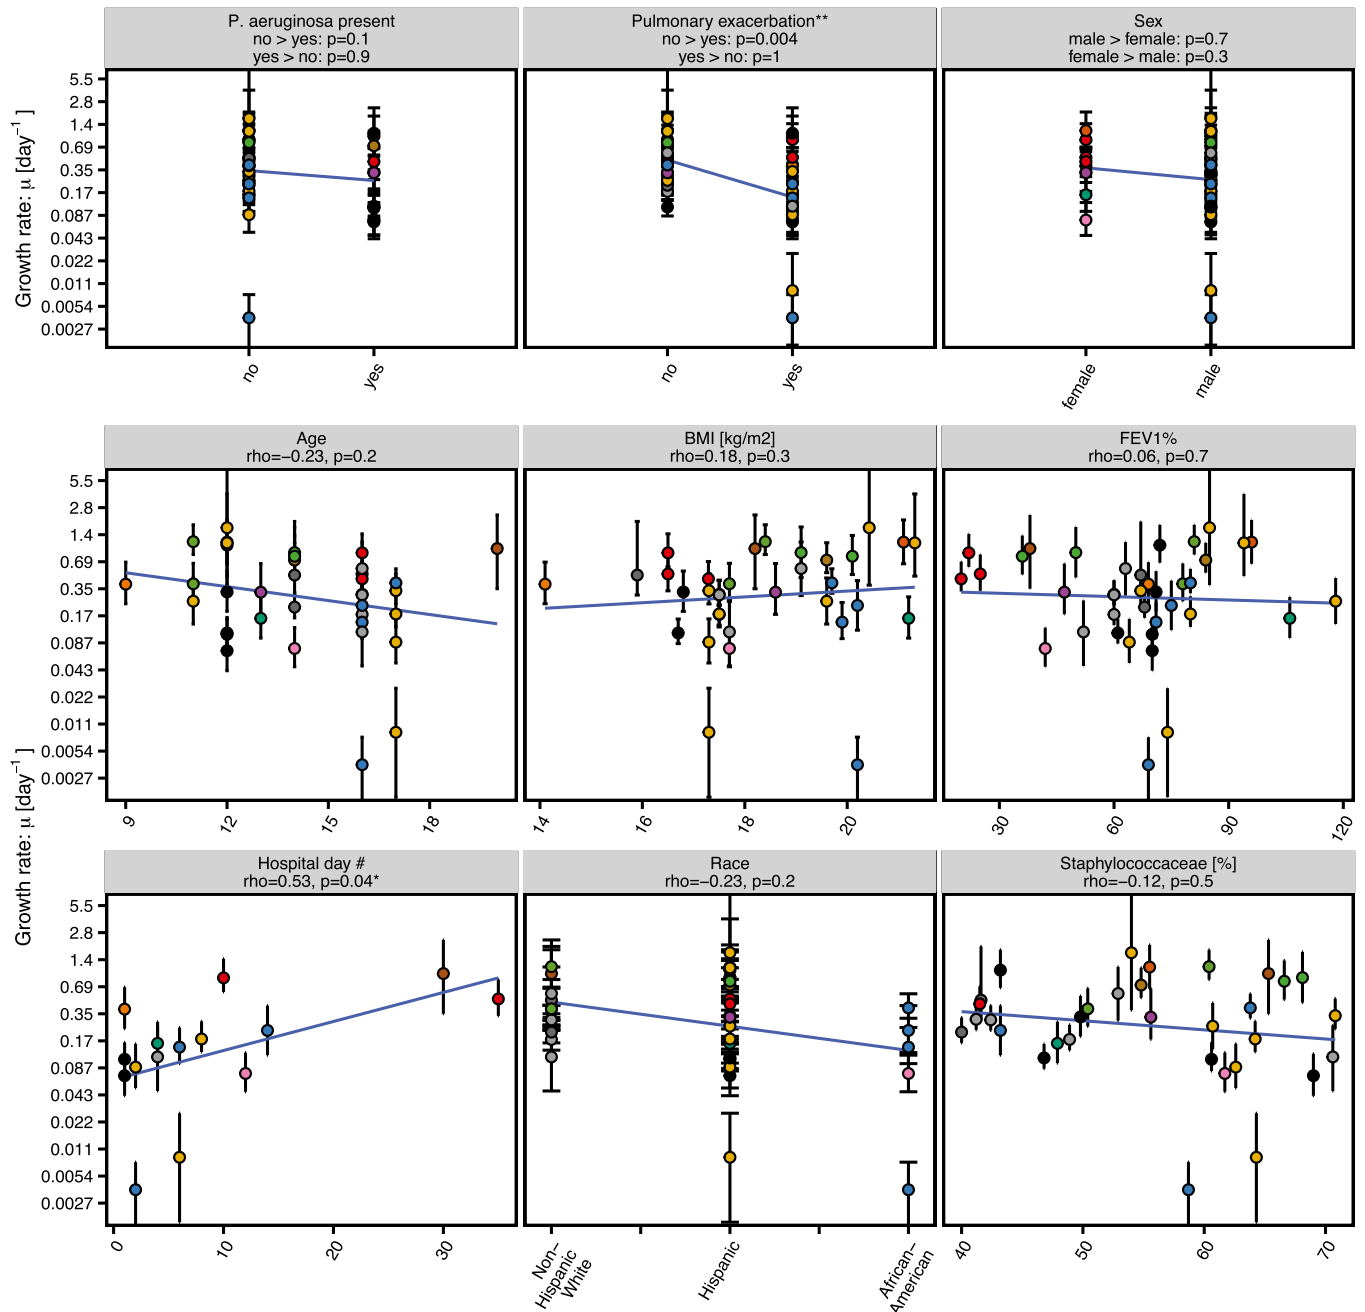 P. aeruginosa present
no > yes: p=0.1
yes > no: p=0.9
Pulmonary exacerbation**
no > yes: p=0.004
yes > no: p=1
Sex
male > female: p=0.7
female > male: p=0.3
Growth rate: μ [day⁻¹ ]
5.5
2.8
1.4
0.69
0.35
0.17
0.087
0.043
0.022
0.011
0.0054
0.0027
no
yes
no
yes
female
male
Age
rho=−0.23, p=0.2
BMI [kg/m2]
rho=0.18, p=0.3
FEV1%
rho=0.06, p=0.7
Growth rate: μ [day⁻¹ ]
5.5
2.8
1.4
0.69
0.35
0.17
0.087
0.043
0.022
0.011
0.0054
0.0027
9
12
15
18
14
16
18
20
30
60
90
120
Hospital day #
rho=0.53, p=0.04*
Race
rho=−0.23, p=0.2
Staphylococcaceae [%]
rho=−0.12, p=0.5
5.5
2.8
1.4
0.69
0.35
0.17
0.087
0.043
0.022
0.011
0.0054
0.0027
0
10
20
30
Non−
Hispanic
White
Hispanic
African−
American
40
50
60
70